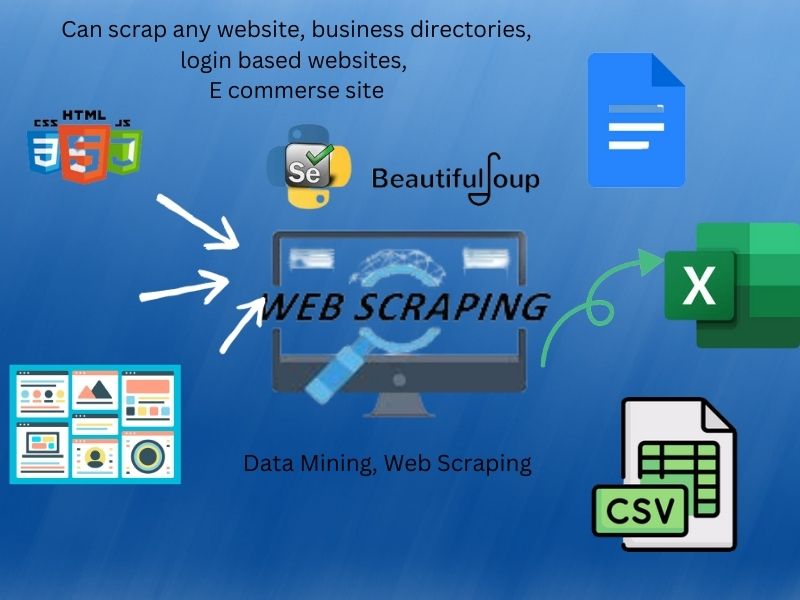 Can scrap any website, business directories,
login based websites,
E commerse site
CSS HTML JS
Se
BeautifulSoup
WEB SCRAPING
X
Data Mining, Web Scraping
CSV